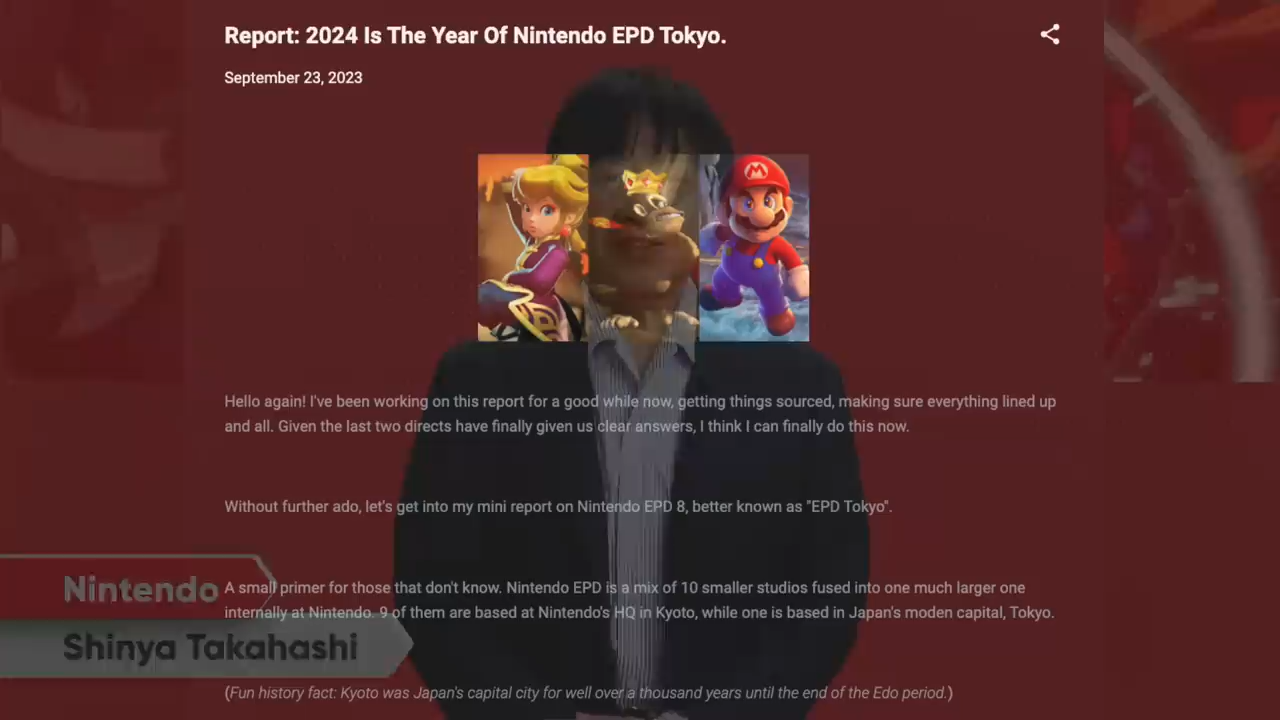 Report: 2024 Is The Year Of Nintendo EPD Tokyo.
September 23, 2023
M
Hello again! I've been working on this report for a good while now, getting things sourced, making sure everything lined up
and all. Given the last two directs have finally given us clear answers, I think I can finally do this now.
Without further ado, let's get into my mini report on Nintendo EPD 8, better known as "EPD Tokyo".
A small primer for those that don't know. Nintendo EPD is a mix of 10 smaller studios fused into one much larger one
internally at Nintendo. 9 of them are based at Nintendo's HQ in Kyoto, while one is based in Japan's moden capital, Tokyo.
(Fun history fact: Kyoto was Japan's capital city for well over a thousand years until the end of the Edo period.)
Nintendo
Shinya Takahashi